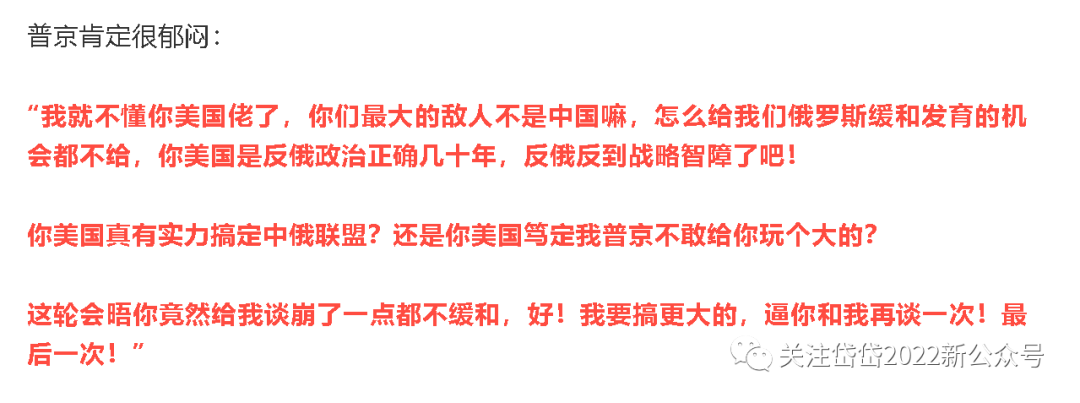 普京肯定很郁闷：
“我就不懂你美国佬了，你们最大的敌人不是中国嘛，怎么给我们俄罗斯缓和发育的机
会都不给，你美国是反俄政治正确几十年，反俄反到战略智障了吧！
你美国真有实力搞定中俄联盟？还是你美国笃定我普京不敢给你玩个大的？
这轮会晤你竟然给我谈崩了一点都不缓和，好！我要搞更大的，逼你和我再谈一次！最
后一次！”
关注岱岱2022新公众号